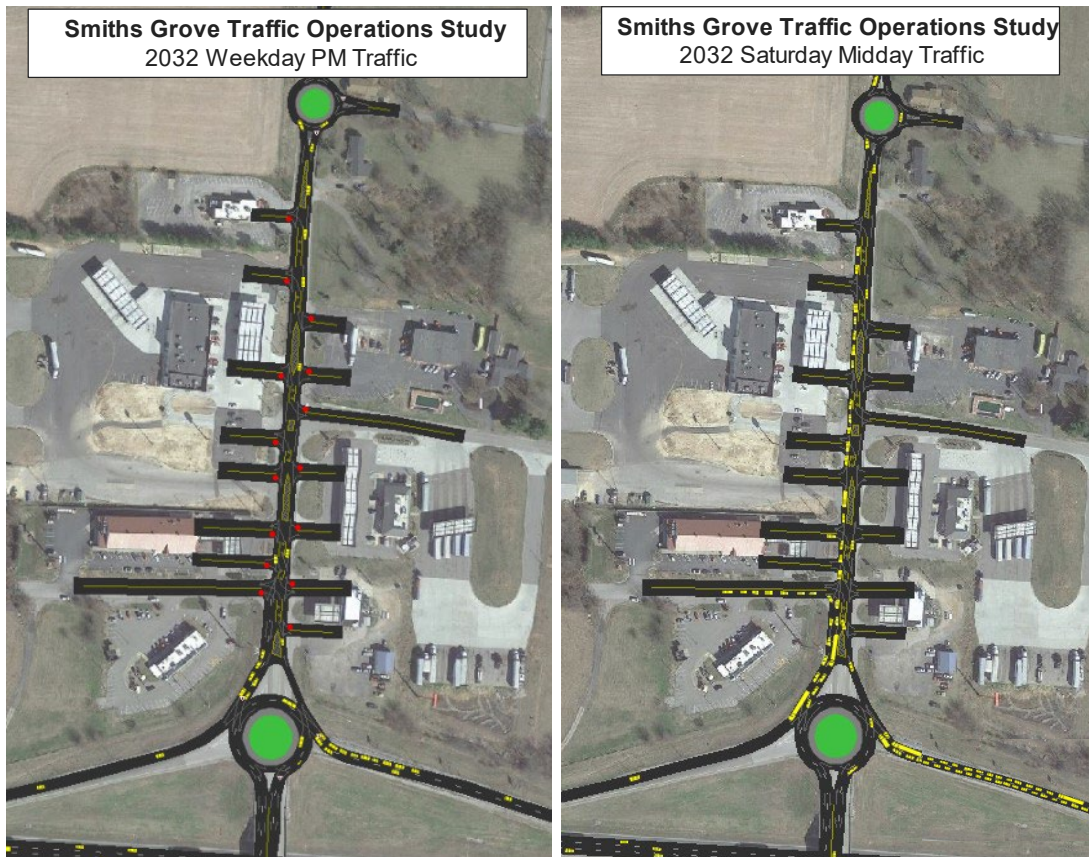 Smiths Grove Traffic Operations Study
2032 Weekday PM Traffic
Smiths Grove Traffic Operations Study
2032 Saturday Midday Traffic